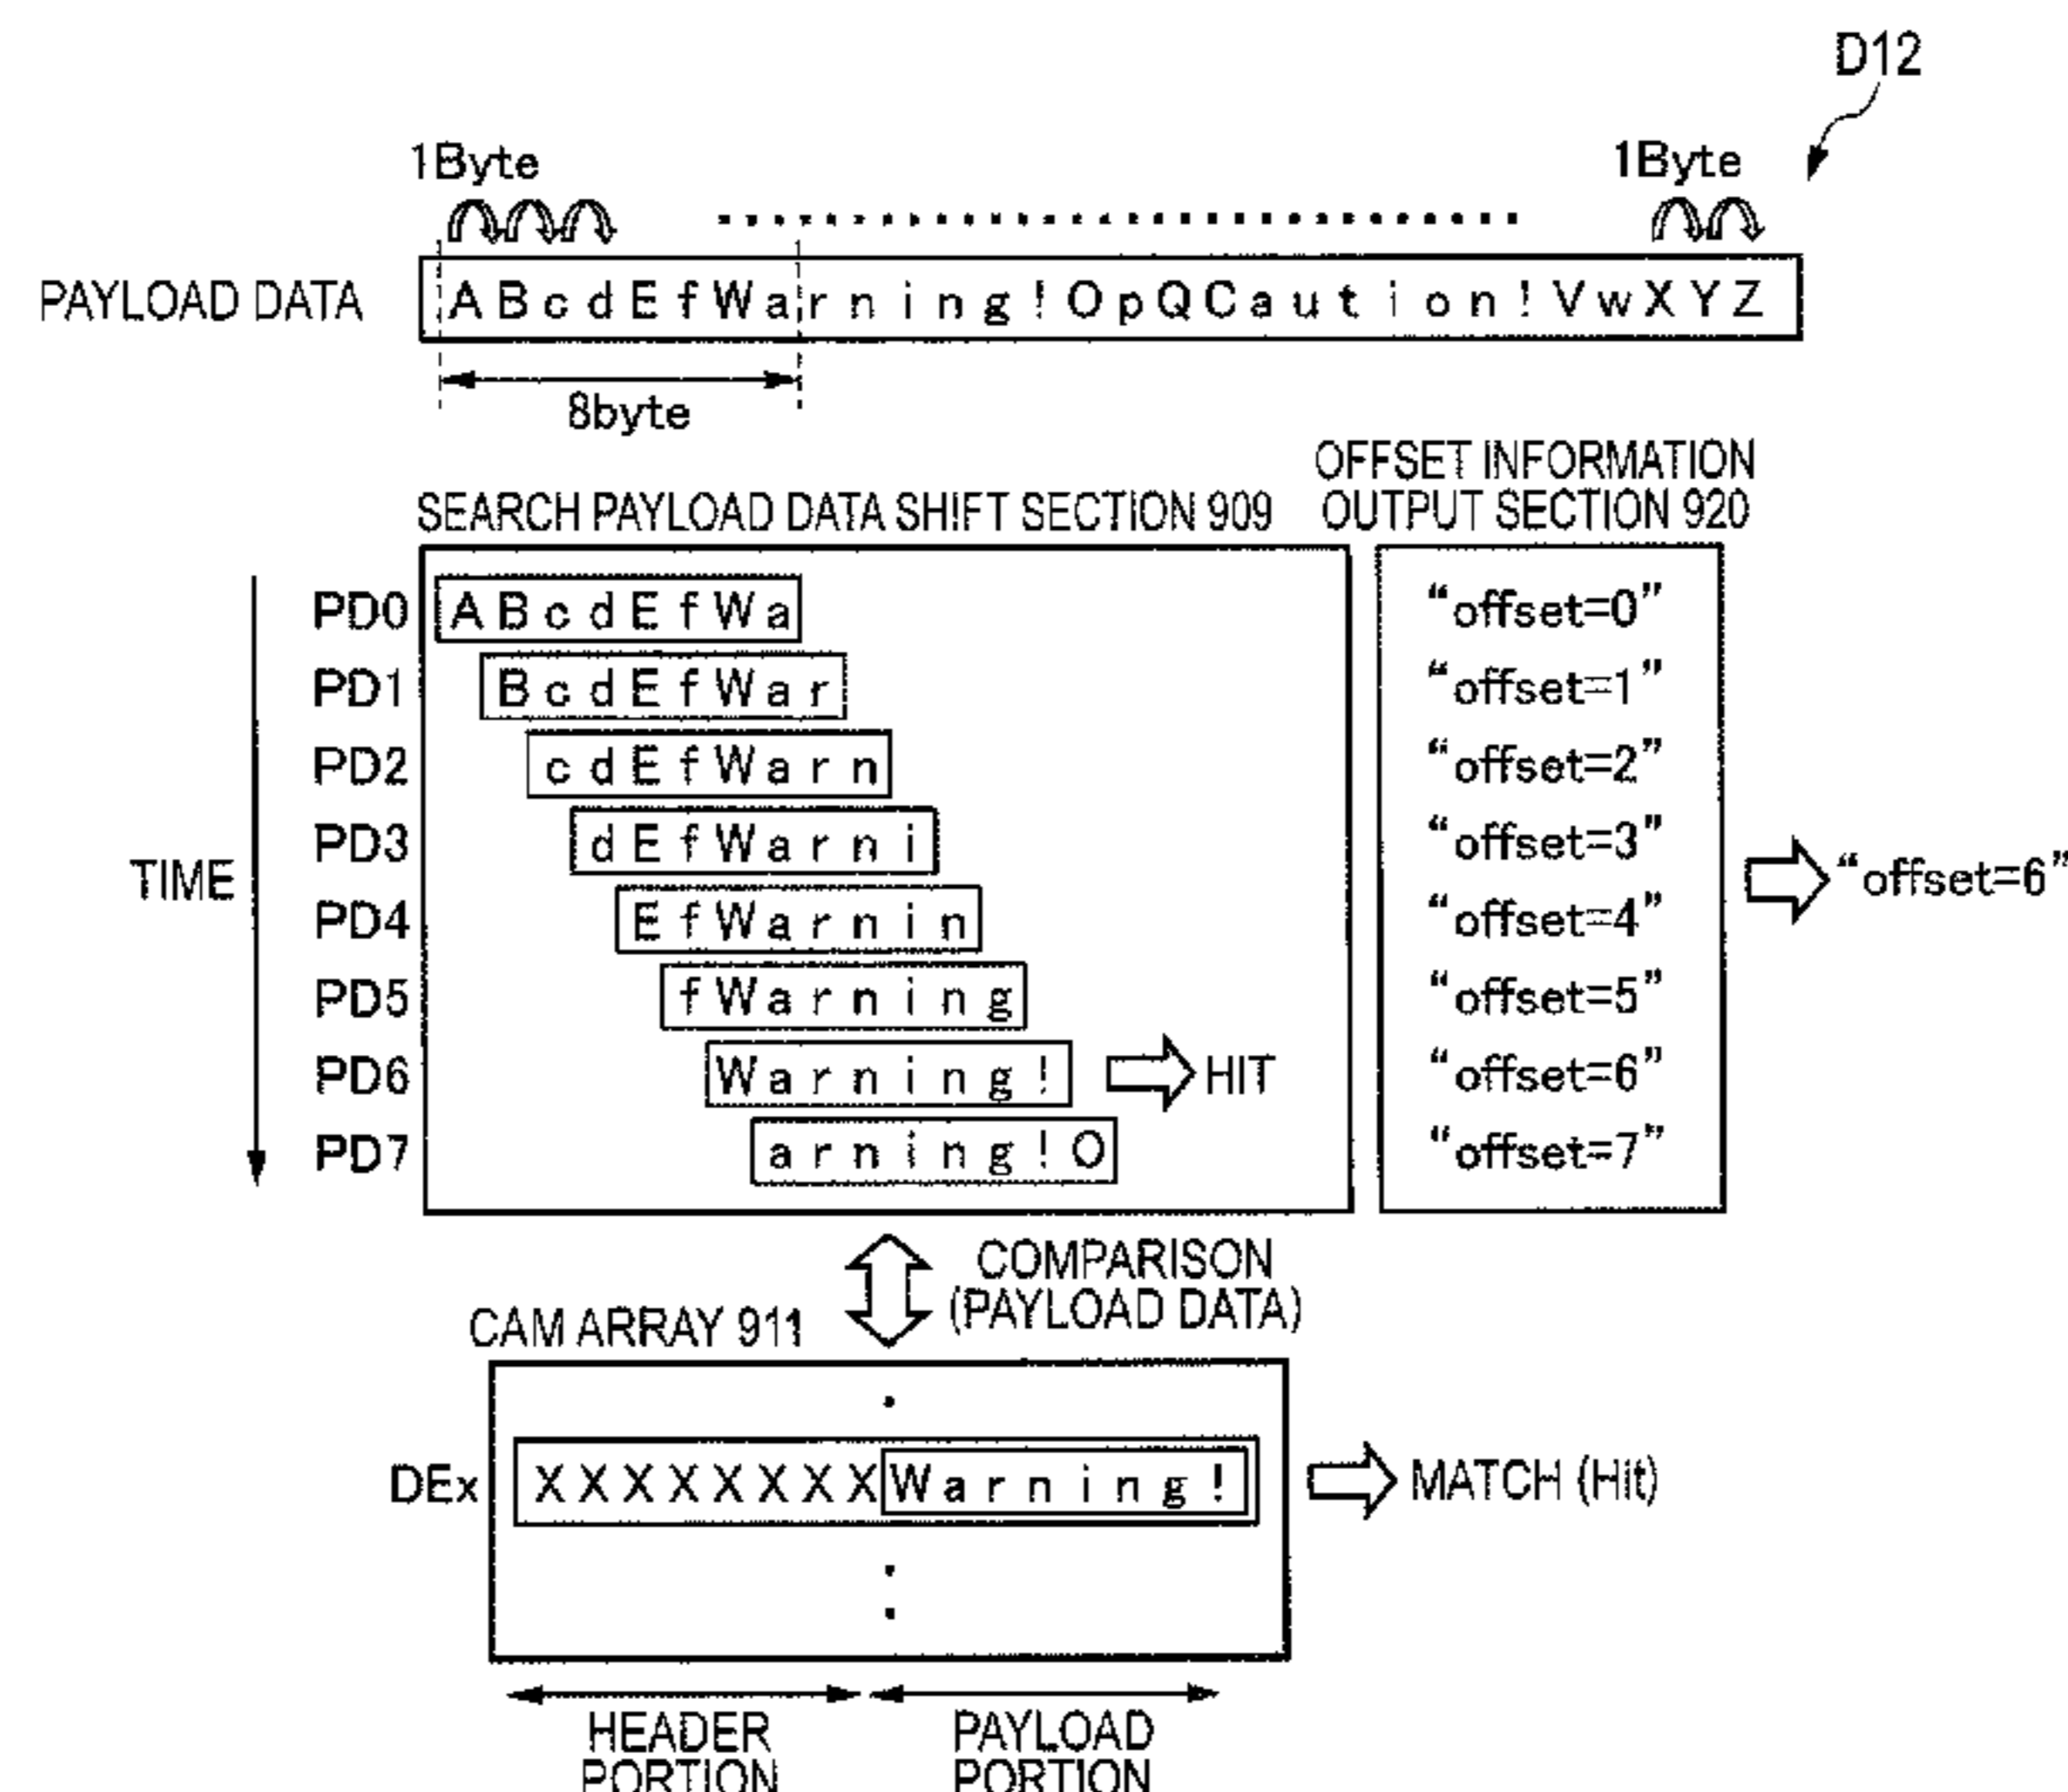 D12
1Byte
1Byte
PAYLOAD DATA
ABcdEfWarning!OpQCaution!VwXYZ
8byte
SEARCH PAYLOAD DATA SHIFT SECTION 909
OFFSET INFORMATION
OUTPUT SECTION 920
PD0 ABcdEfWa "offset=0"
PD1 BcdEfWar "offset=1"
PD2 cdEfWarn "offset=2"
PD3 dEfWarni "offset=3"
TIME
"offset=6"
PD4 EfWarnin "offset=4"
PD5 fWarning "offset=5"
PD6 Warning! HIT "offset=6"
PD7 arning!O "offset=7"
COMPARISON
(PAYLOAD DATA)
CAM ARRAY 911
DEx XXXXXXXXWarning! MATCH (Hit)
HEADER
PORTION
PAYLOAD
PORTION